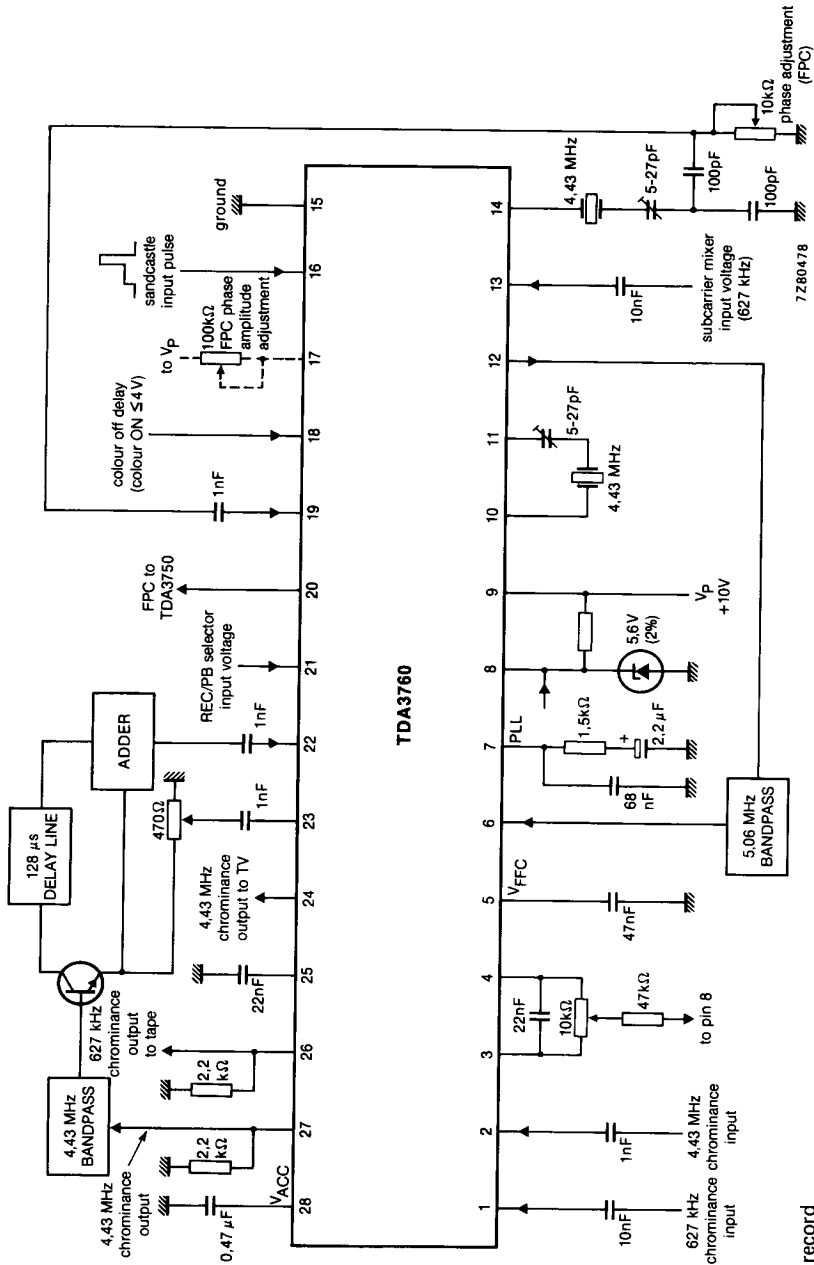 128 µs
DELAY LINE
ADDER
4,43 MHz
BANDPASS
627 kHz
chrominance
output
to tape
4,43 MHz
chrominance
output
2,2
kΩ
2,2
kΩ
0,47 µF
22nF
4,43 MHz
chrominance
output to TV
470Ω
1nF
1nF
REC/PB selector
input voltage
FPC to
TDA3750
1nF
colour off delay
(colour ON ≤4V)
to VP
100kΩ
FPC phase
amplitude
adjustment
sandcastle
input pulse
ground
VACC
28
27
26
25
24
23
22
21
20
19
18
17
16
15
TDA3760
1
2
3
4
5
6
7
8
9
10
11
12
13
14
10nF
627 kHz
chrominance
input
1nF
4,43 MHz
chrominance
input
22nF
10kΩ
47kΩ
to pin 8
VFFC
47nF
5,06 MHz
BANDPASS
PLL
68
nF
1,5kΩ
+
2,2 µF
5,6V
(2%)
VP
+10V
4,43 MHz
5-27pF
10nF
subcarrier mixer
input voltage
(627 kHz)
4,43 MHz
5-27pF
100pF
100pF
10kΩ
phase adjustment
(FPC)
7Z80478
record